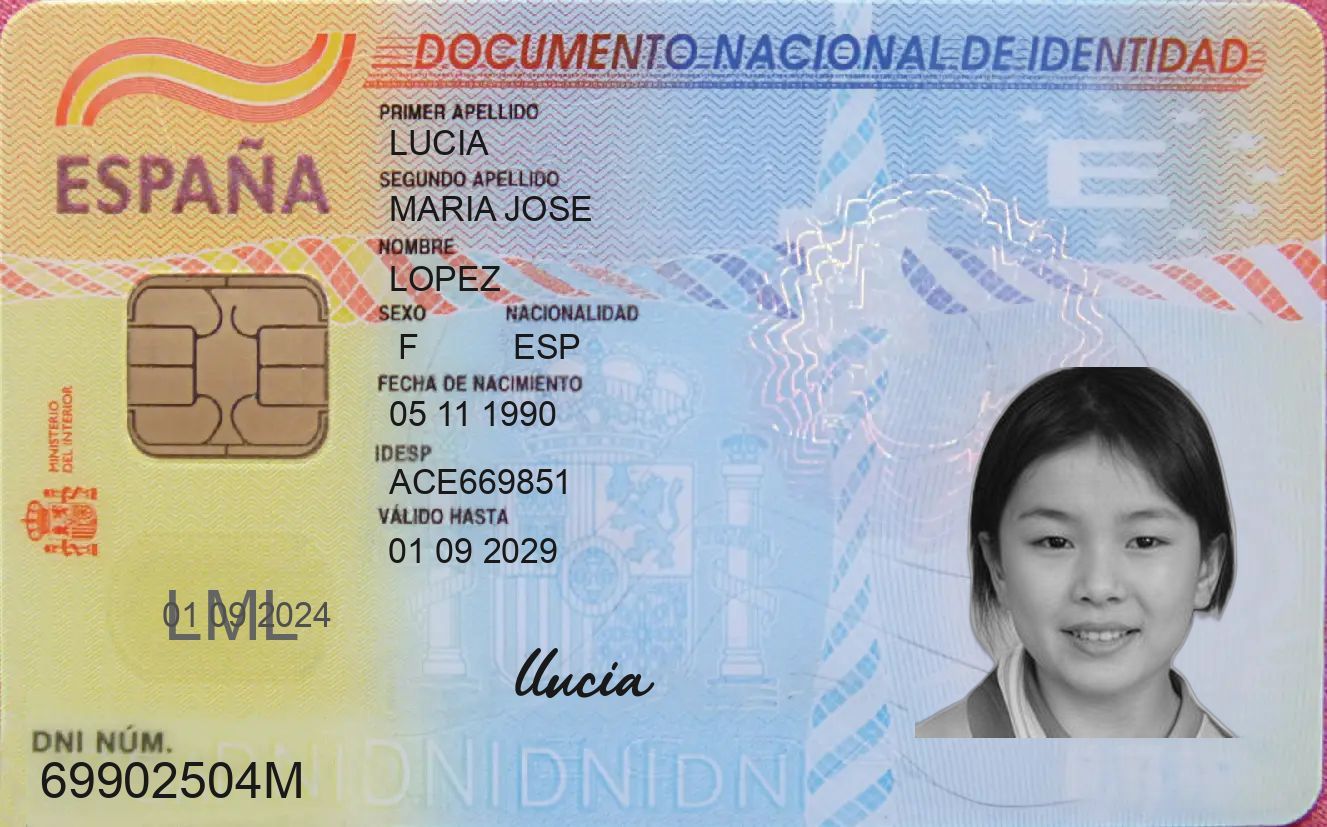 DOCUMENTO NACIONAL DE IDENTIDAD
ESPAÑA
PRIMER APELLIDO
LUCIA
SEGUNDO APELLIDO
MARIA JOSE
NOMBRE
LOPEZ
SEXO NACIONALIDAD
F ESP
FECHA DE NACIMIENTO
05 11 1990
IDESP
ACE669851
VÁLIDO HASTA
01 09 2029
MINISTERIO
DEL INTERIOR
E
LML
01 09 2024
Llucia
DNI NÚM.
69902504M
DNIDNIDNIDNI